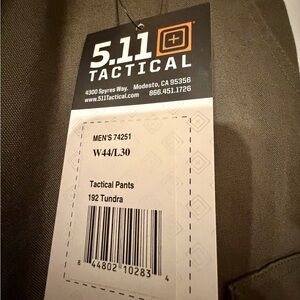 5.11
TACTICAL
4300 Spyres Way. Modesto, CA 95356
www.511Tactical.com 866.451.1726
MEN'S 74251
W44/L30
Tactical Pants
192 Tundra
8 44802 10283 4